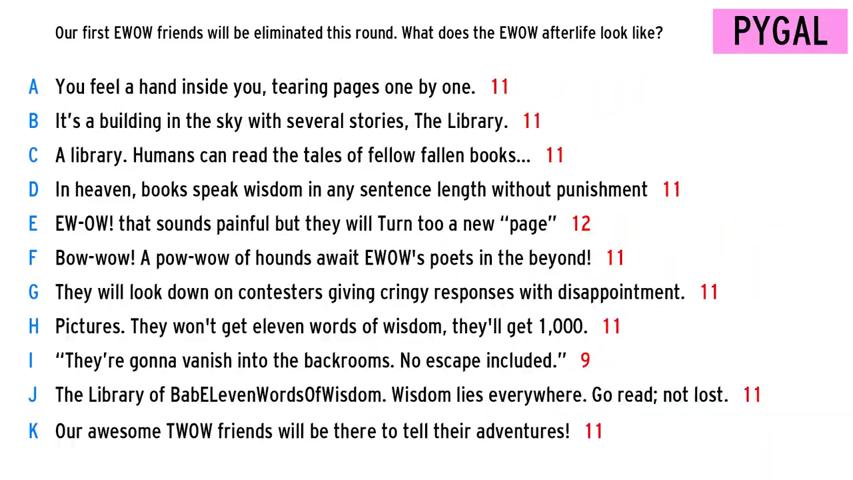 Our first EWOW friends will be eliminated this round. What does the EWOW afterlife look like?
PYGAL
A You feel a hand inside you, tearing pages one by one. 11
B It's a building in the sky with several stories, The Library. 11
C A library. Humans can read the tales of fellow fallen books... 11
D In heaven, books speak wisdom in any sentence length without punishment 11
E EW-OW! that sounds painful but they will Turn too a new “page” 12
F Bow-wow! A pow-wow of hounds await EWOW's poets in the beyond! 11
G They will look down on contesters giving cringy responses with disappointment. 11
H Pictures. They won't get eleven words of wisdom, they'll get 1,000. 11
I “They're gonna vanish into the backrooms. No escape included.” 9
J The Library of BabELevenWordsOfWisdom. Wisdom lies everywhere. Go read; not lost. 11
K Our awesome TWOW friends will be there to tell their adventures! 11